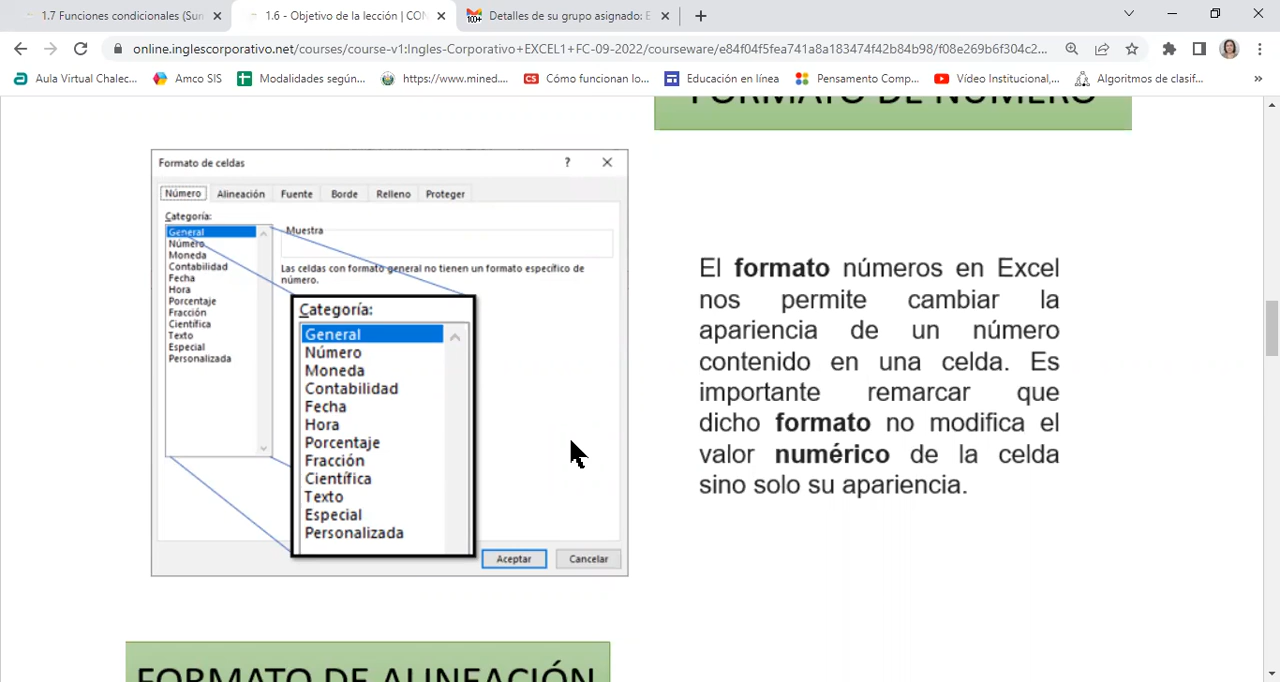 1.7 Funciones condicionales (Sur
1.6 - Objetivo de la lección | CON
Detalles de su grupo asignado: E
online.inglescorporativo.net/courses/course-v1:Ingles-Corporativo+EXCEL1+FC-09-2022/courseware/e84f04f5fea741a8a183474f42b84b98/f08e269b6f304c2...
Aula Virtual Chalec...
Amco SIS
Modalidades según...
https://www.mined...
CS Cómo funcionan lo...
Educación en línea
Pensamento Comp...
Vídeo Institucional,...
Algoritmos de clasif...
»
FORMATO DE NÚMERO
Formato de celdas
Número Alineación Fuente Borde Relleno Proteger
Categoría:
General
Número
Moneda
Contabilidad
Fecha
Hora
Porcentaje
Fracción
Científica
Texto
Especial
Personalizada
Muestra
Las celdas con formato general no tienen un formato específico de
número.
Categoría:
General
Número
Moneda
Contabilidad
Fecha
Hora
Porcentaje
Fracción
Científica
Texto
Especial
Personalizada
Aceptar Cancelar
El formato números en Excel
nos permite cambiar la
apariencia de un número
contenido en una celda. Es
importante remarcar que
dicho formato no modifica el
valor numérico de la celda
sino solo su apariencia.
FORMATO DE ALINEACIÓN